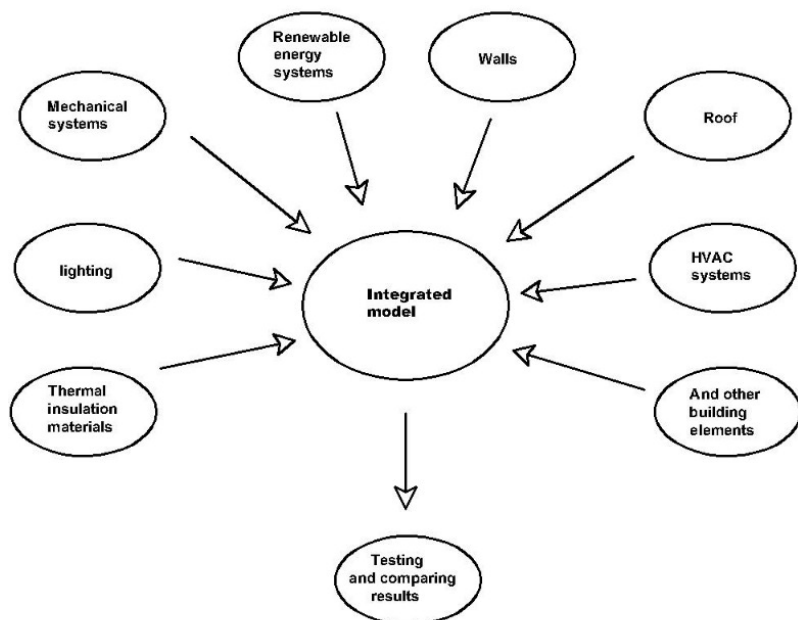 Renewable
energy
systems
Walls
Mechanical
systems
Roof
lighting
Integrated
model
HVAC
systems
Thermal
insulation
materials
And other
building
elements
Testing
and comparing
results